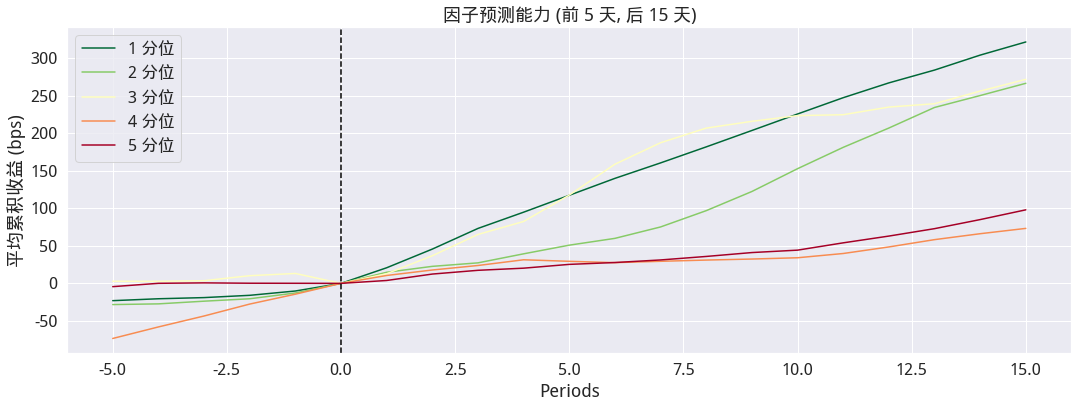 因子预测能力 (前 5 天, 后 15 天)
平均累积收益 (bps)
1 分位
2 分位
3 分位
4 分位
5 分位
300
250
200
150
100
50
0
-50
-5.0 -2.5 0.0 2.5 5.0 7.5 10.0 12.5 15.0
Periods